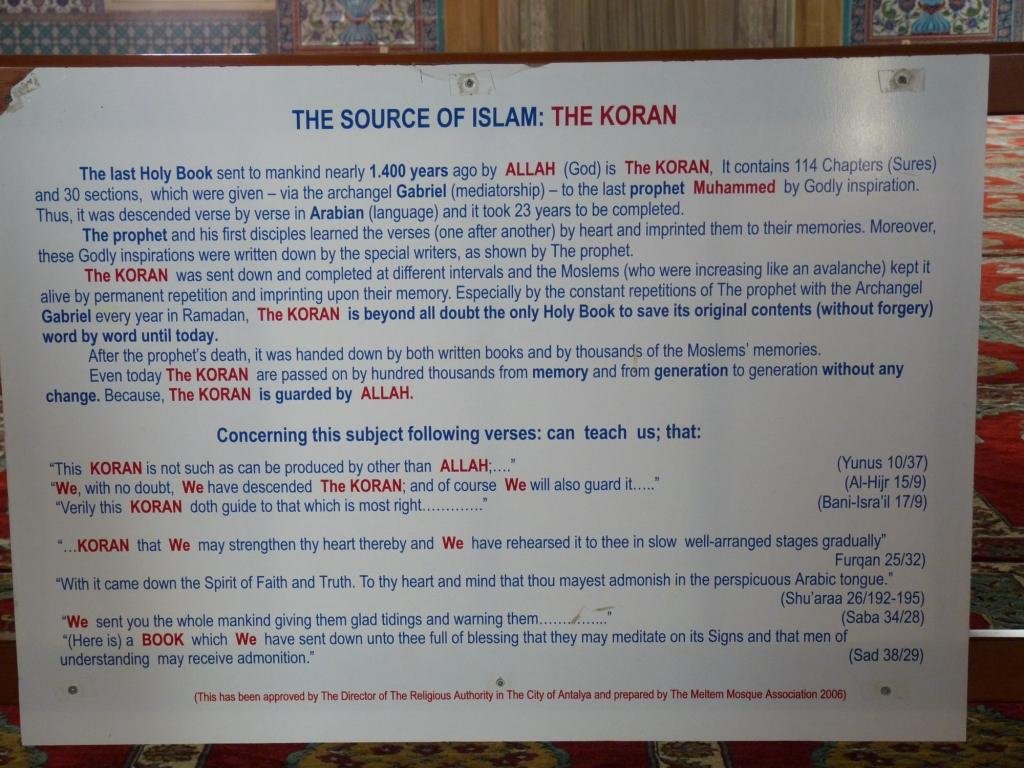 THE SOURCE OF ISLAM: THE KORAN
The last Holy Book sent to mankind nearly 1.400 years ago by ALLAH (God) is The KORAN, It contains 114 Chapters (Sures)
and 30 sections, which were given – via the archangel Gabriel (mediatorship) – to the last prophet Muhammed by Godly inspiration.
Thus, it was descended verse by verse in Arabian (language) and it took 23 years to be completed.
The prophet and his first disciples learned the verses (one after another) by heart and imprinted them to their memories. Moreover,
these Godly inspirations were written down by the special writers, as shown by The prophet.
The KORAN was sent down and completed at different intervals and the Moslems (who were increasing like an avalanche) kept it
alive by permanent repetition and imprinting upon their memory. Especially by the constant repetitions of The prophet with the Archangel
Gabriel every year in Ramadan, The KORAN is beyond all doubt the only Holy Book to save its original contents (without forgery)
word by word until today.
After the prophet's death, it was handed down by both written books and by thousands of the Moslems' memories.
Even today The KORAN are passed on by hundred thousands from memory and from generation to generation without any
change. Because, The KORAN is guarded by ALLAH.
Concerning this subject following verses: can teach us; that:
“This KORAN is not such as can be produced by other than ALLAH;....” (Yunus 10/37)
“We, with no doubt, We have descended The KORAN; and of course We will also guard it.....” (Al-Hijr 15/9)
“Verily this KORAN doth guide to that which is most right.............” (Bani-Isra'il 17/9)
“...KORAN that We may strengthen thy heart thereby and We have rehearsed it to thee in slow well-arranged stages gradually”
Furqan 25/32)
“With it came down the Spirit of Faith and Truth. To thy heart and mind that thou mayest admonish in the perspicuous Arabic tongue.”
(Shu'araa 26/192-195)
“We sent you the whole mankind giving them glad tidings and warning them...............” (Saba 34/28)
“(Here is) a BOOK which We have sent down unto thee full of blessing that they may meditate on its Signs and that men of
understanding may receive admonition.” (Sad 38/29)
(This has been approved by The Director of The Religious Authority in The City of Antalya and prepared by The Meltem Mosque Association 2006)